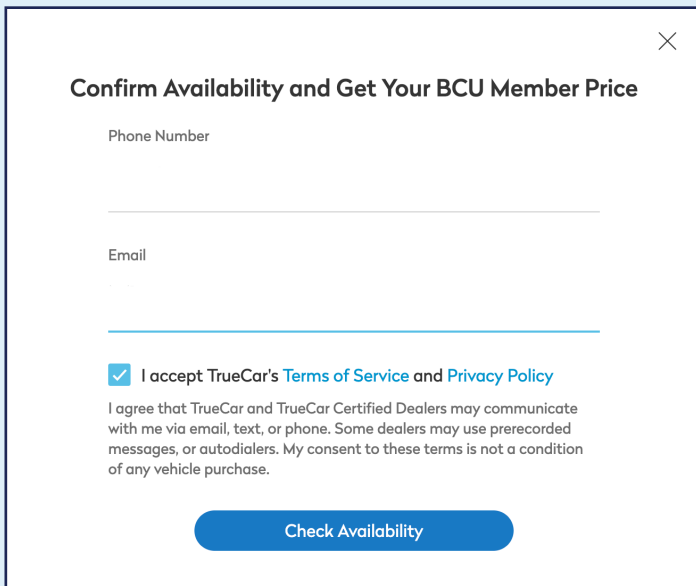 Confirm Availability and Get Your BCU Member Price
Phone Number
Email
I accept TrueCar's Terms of Service and Privacy Policy
I agree that TrueCar and TrueCar Certified Dealers may communicate
with me via email, text, or phone. Some dealers may use prerecorded
messages, or autodialers. My consent to these terms is not a condition
of any vehicle purchase.
Check Availability